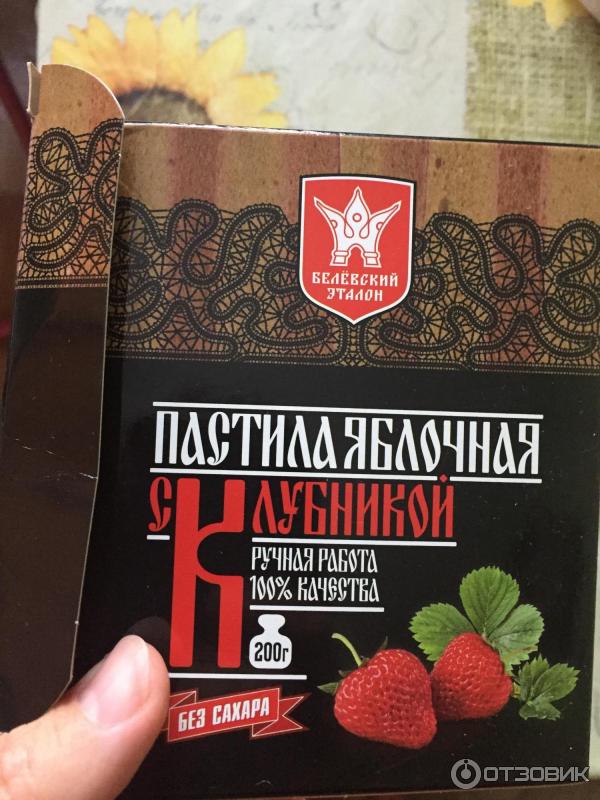 БЕЛЁВСКИЙ
ЭТАЛОН
ПАСТИЛА ЯБЛОЧНАЯ
С КЛУБНИКОЙ
РУЧНАЯ РАБОТА
100% КАЧЕСТВА
200г
БЕЗ САХАРА
ОТЗОВИК